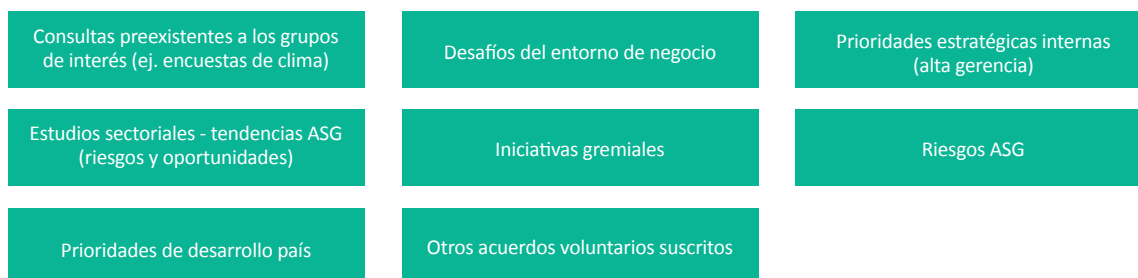 Consultas preexistentes a los grupos
de interés (ej. encuestas de clima)
Desafíos del entorno de negocio
Prioridades estratégicas internas
(alta gerencia)
Estudios sectoriales - tendencias ASG
(riesgos y oportunidades)
Iniciativas gremiales
Riesgos ASG
Prioridades de desarrollo país
Otros acuerdos voluntarios suscritos